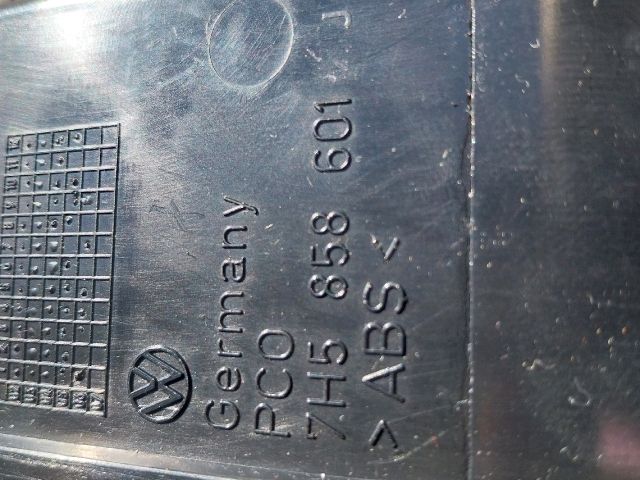 Germany
PCO
7H5 858 601
>ABS<
J